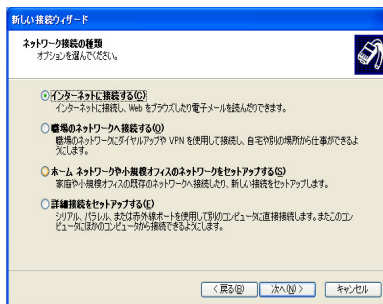 新しい接続ウィザード
ネットワーク接続の種類
オプションを選んでください。
インターネットに接続する(C)
インターネットに接続し、Web をブラウズしたり電子メールを読んだりできます。
職場のネットワークへ接続する(O)
職場のネットワークにダイヤルアップや VPN を使用して接続し、自宅や別の場所から仕事ができるよ
うにします。
ホーム ネットワークや小規模オフィスのネットワークをセットアップする(S)
家庭や小規模オフィスの既存のネットワークへ接続したり、新しい接続をセットアップします。
詳細接続をセットアップする(E)
シリアル、パラレル、または赤外線ポートを使用して別のコンピュータに直接接続します。またこのコン
ピュータにほかのコンピュータから接続できるようにします。
< 戻る(B) 次へ(N) > キャンセル